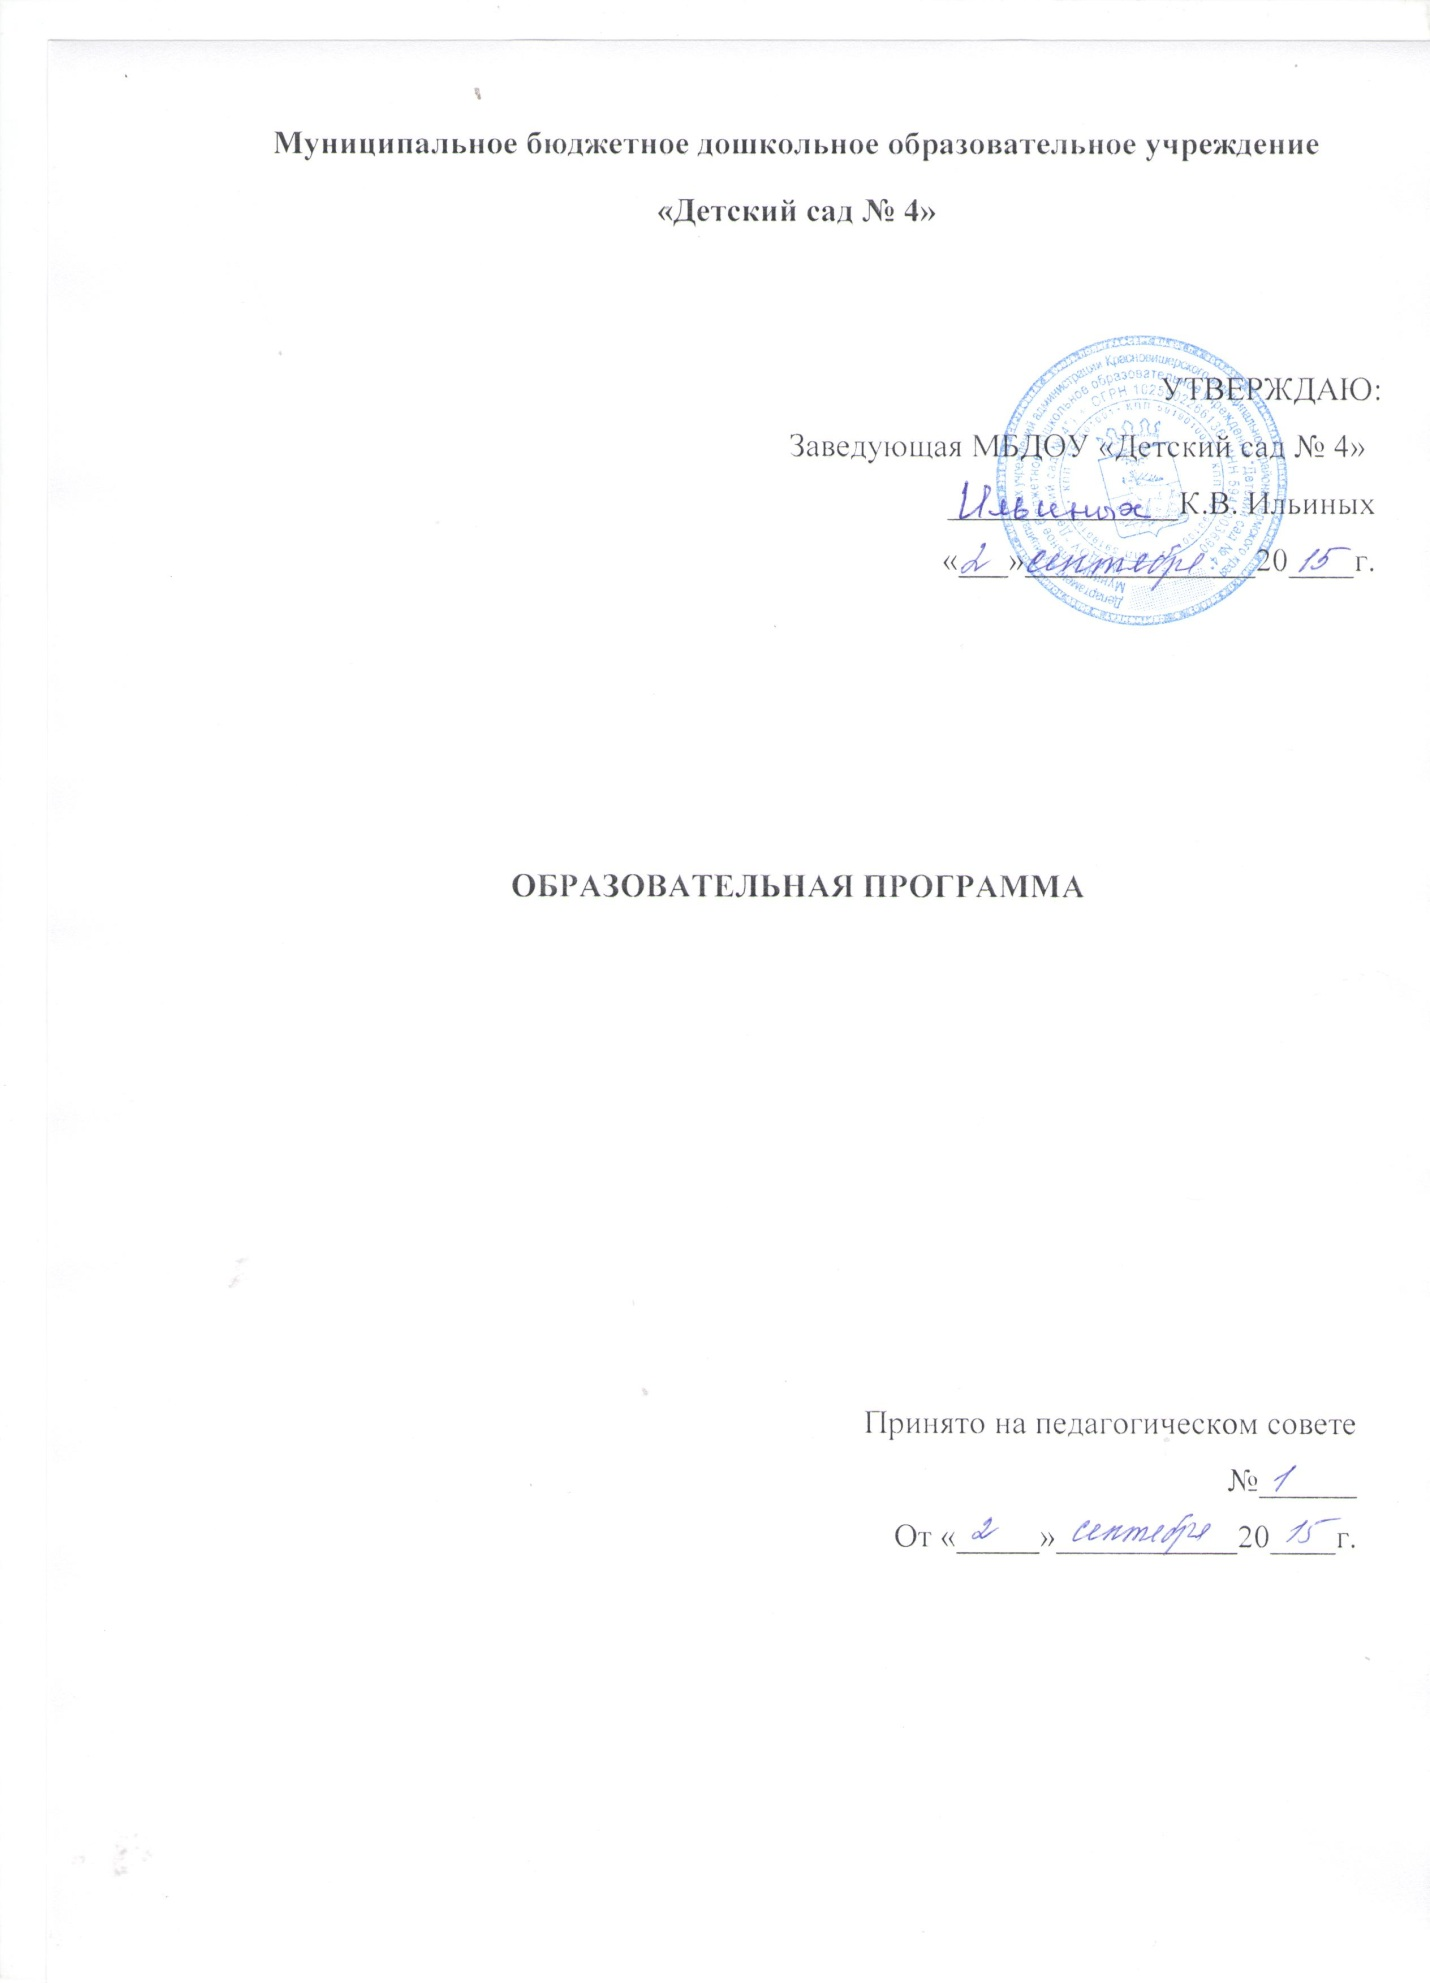 Муниципальное бюджетное дошкольное образовательное учреждение
«Детский сад № 4»
УТВЕРЖДАЮ:
Заведующая МБДОУ «Детский сад № 4»
Ильиных К.В. Ильиных
«2» сентября 2015 г.
ОБРАЗОВАТЕЛЬНАЯ ПРОГРАММА
Принято на педагогическом совете
№ 1
От «2» сентября 2015 г.